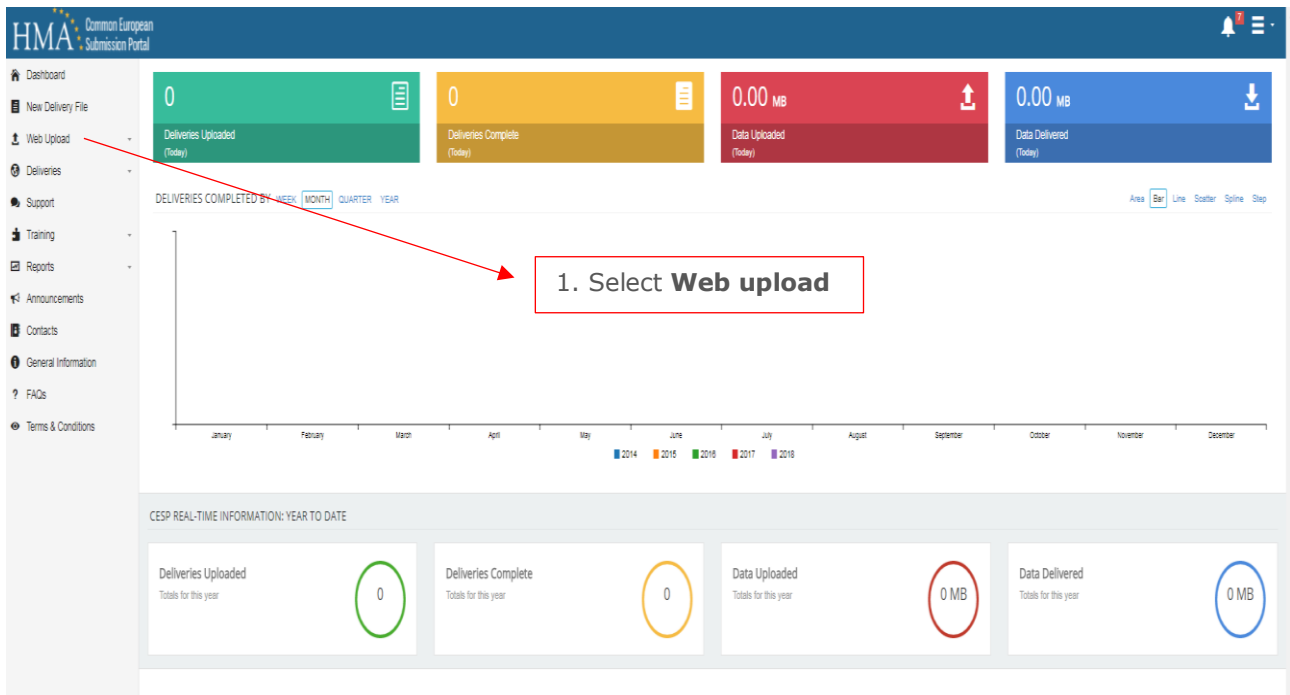 HMA Common European
Submission Portal
7
Dashboard
New Delivery File
Web Upload
Deliveries
Support
Training
Reports
Announcements
Contacts
General Information
? FAQs
Terms & Conditions
0
Deliveries Uploaded
(Today)
0
Deliveries Complete
(Today)
0.00 MB
Data Uploaded
(Today)
0.00 MB
Data Delivered
(Today)
DELIVERIES COMPLETED BY WEEK MONTH QUARTER YEAR
Area Bar Line Scatter Spline Step
1. Select Web upload
January February March April May June July August September October November December
2014 2015 2016 2017 2018
CESP REAL-TIME INFORMATION: YEAR TO DATE
Deliveries Uploaded
Totals for this year
0
Deliveries Complete
Totals for this year
0
Data Uploaded
Totals for this year
0 MB
Data Delivered
Totals for this year
0 MB